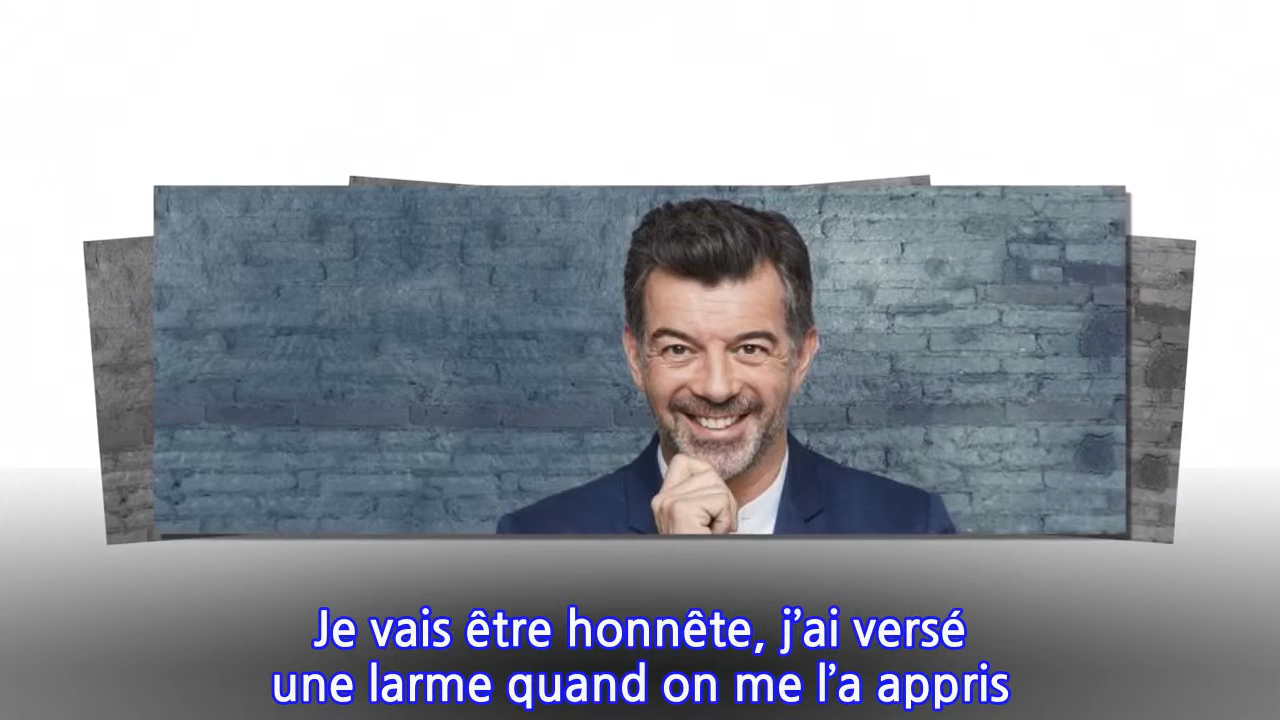 Je vais être honnête, j’ai versé
une larme quand on me l’a appris